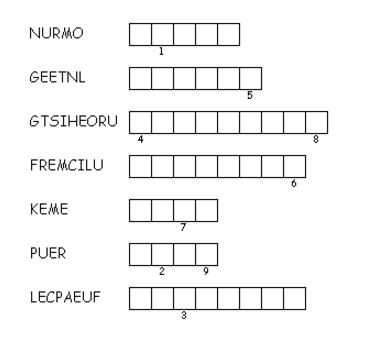 NURMO
1
GEETNL
5
GTSIHEORU
4 8
FREMCILU
6
KEME
7
PUER
2 9
LECPAEUF
3